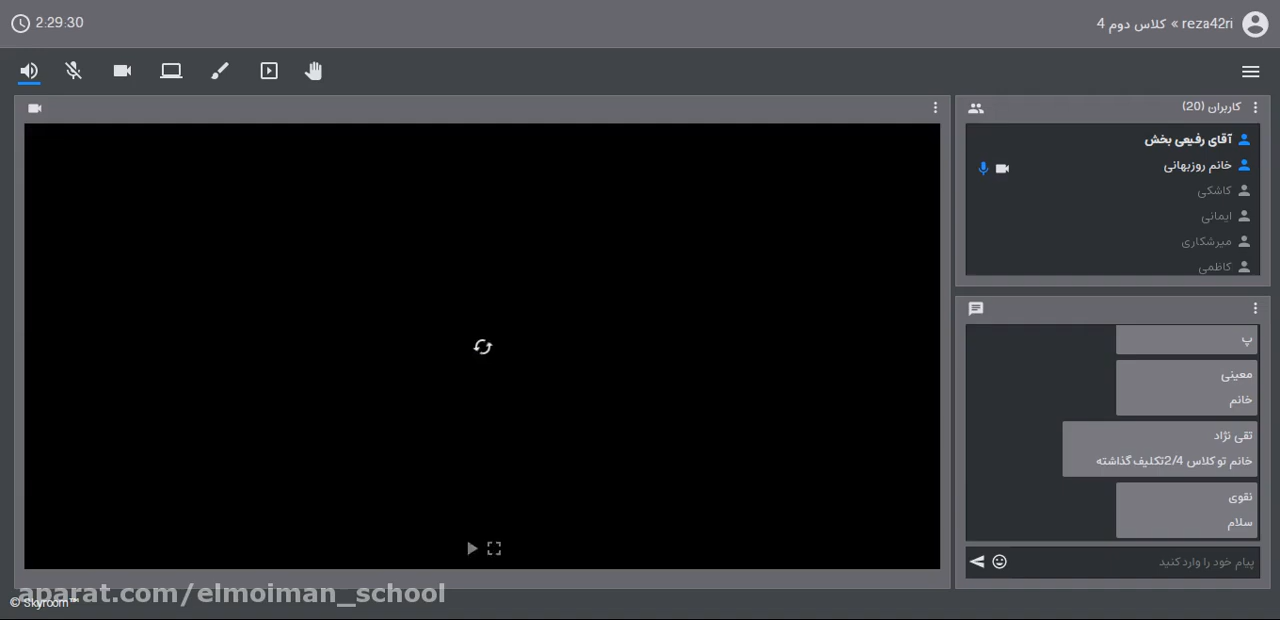 2:29:30
reza42ri » کلاس دوم 4
کاربران (20)
آقای رفیعی بخش
خانم روزبهانی
کاشکی
ایمانی
میرشکاری
کاظمی
پ
معینی
خانم
تقی نژاد
خانم تو کلاس 2/4تکلیف گذاشته
نقوی
سلام
پیام خود را وارد کنید
aparat.com/elmoiman_school
© Skyroom™